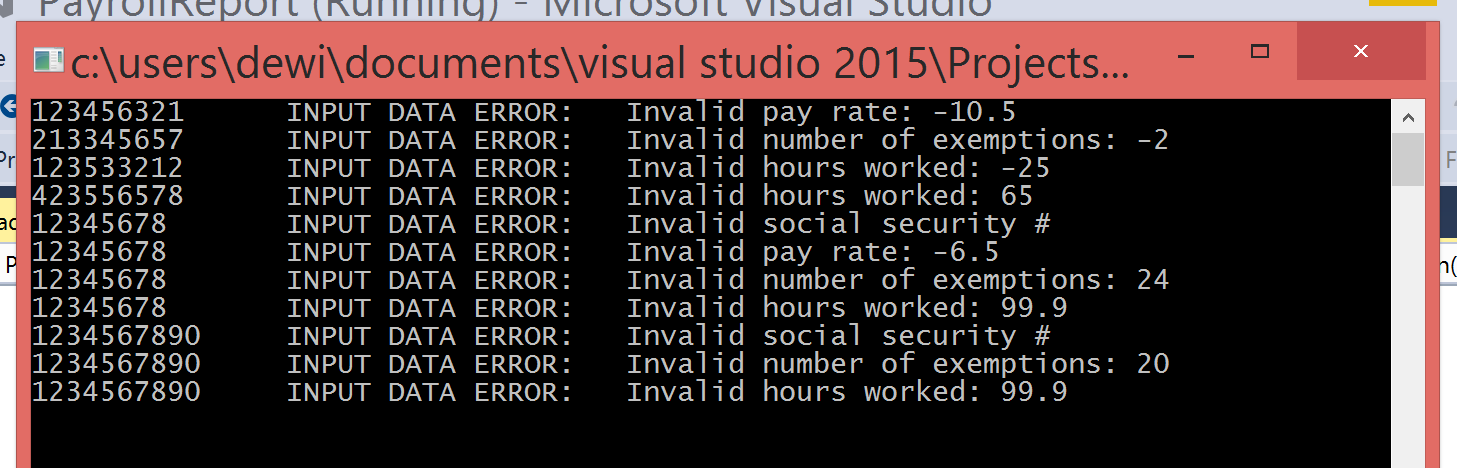 PayrollReport (Running) - Microsoft Visual Studio
c:\users\dewi\documents\visual studio 2015\Projects...
123456321 INPUT DATA ERROR: Invalid pay rate: -10.5
213345657 INPUT DATA ERROR: Invalid number of exemptions: -2
123533212 INPUT DATA ERROR: Invalid hours worked: -25
423556578 INPUT DATA ERROR: Invalid hours worked: 65
12345678 INPUT DATA ERROR: Invalid social security #
12345678 INPUT DATA ERROR: Invalid pay rate: -6.5
12345678 INPUT DATA ERROR: Invalid number of exemptions: 24
12345678 INPUT DATA ERROR: Invalid hours worked: 99.9
1234567890 INPUT DATA ERROR: Invalid social security #
1234567890 INPUT DATA ERROR: Invalid number of exemptions: 20
1234567890 INPUT DATA ERROR: Invalid hours worked: 99.9